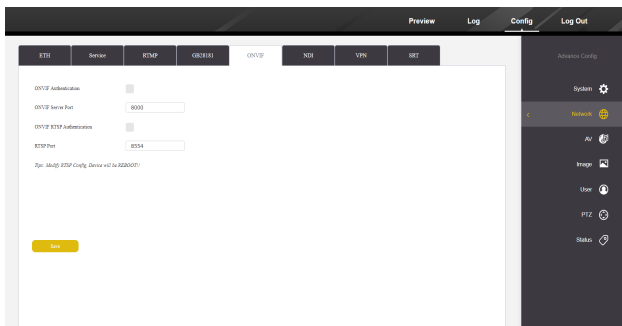 Preview Log Config Log Out
ETH Service RTMP GB28181 ONVIF NDI VPN SRT
Advance Config
ONVIF Authentication
System
ONVIF Server Port 8000
Network
ONVIF RTSP Authentication
AV
RTSP Port 8554
Image
Tips: Modify RTSP Config, Device will be REBOOT!!
User
PTZ
Status
Save